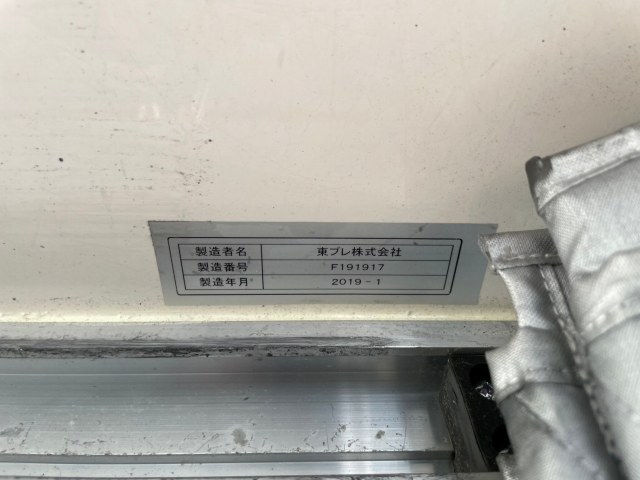 製造者名 東プレ株式会社
製造番号 F191917
製造年月 2019-1